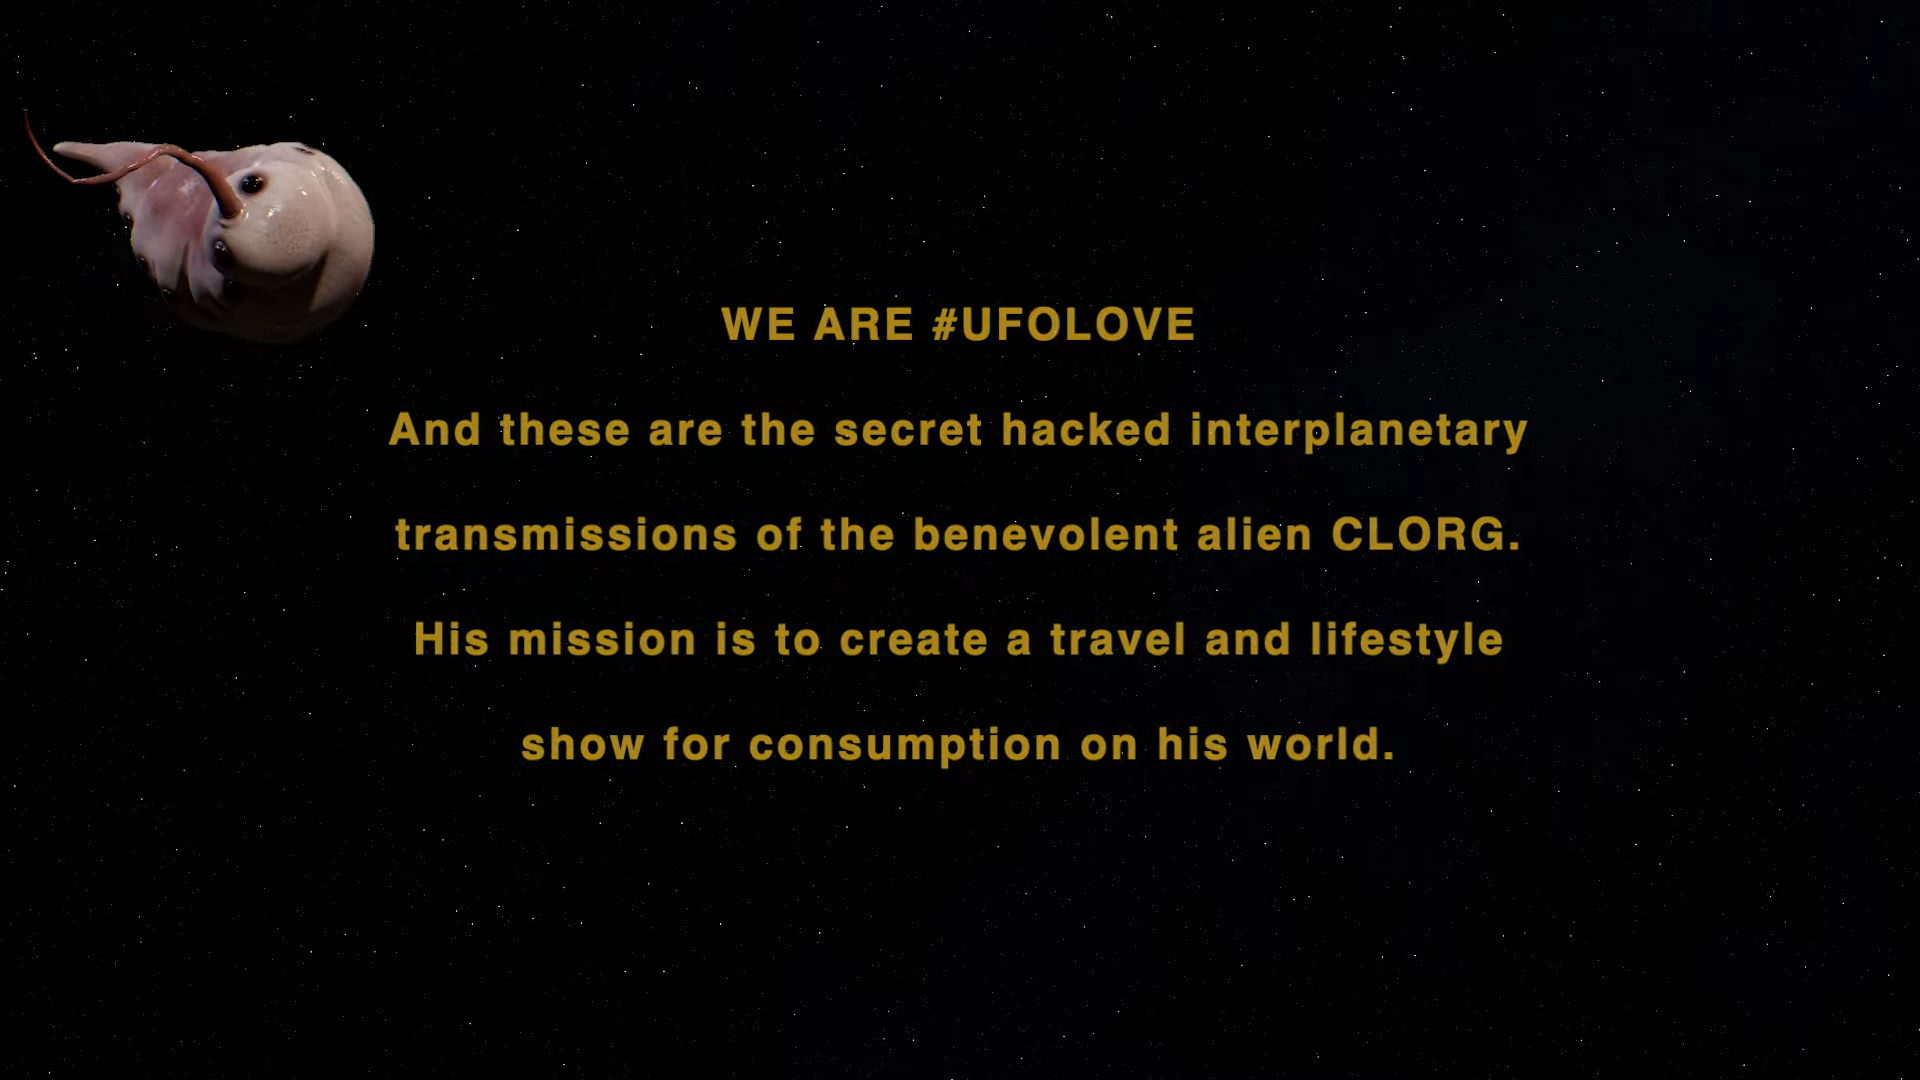 WE ARE #UFOLOVE
And these are the secret hacked interplanetary
transmissions of the benevolent alien CLORG.
His mission is to create a travel and lifestyle
show for consumption on his world.